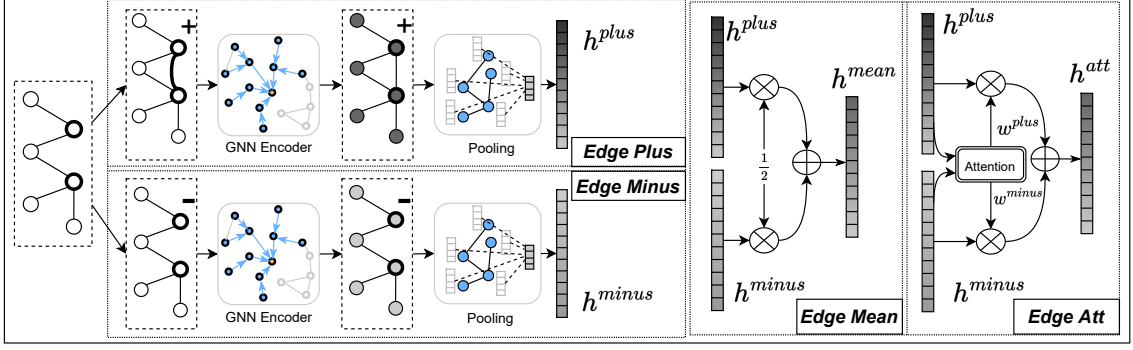 +
GNN Encoder
+
Pooling
h^{plus}
Edge Plus
-
GNN Encoder
-
Pooling
h^{minus}
Edge Minus
h^{plus}
1/2
h^{mean}
h^{minus}
Edge Mean
h^{plus}
w^{plus}
Attention
w^{minus}
h^{att}
h^{minus}
Edge Att